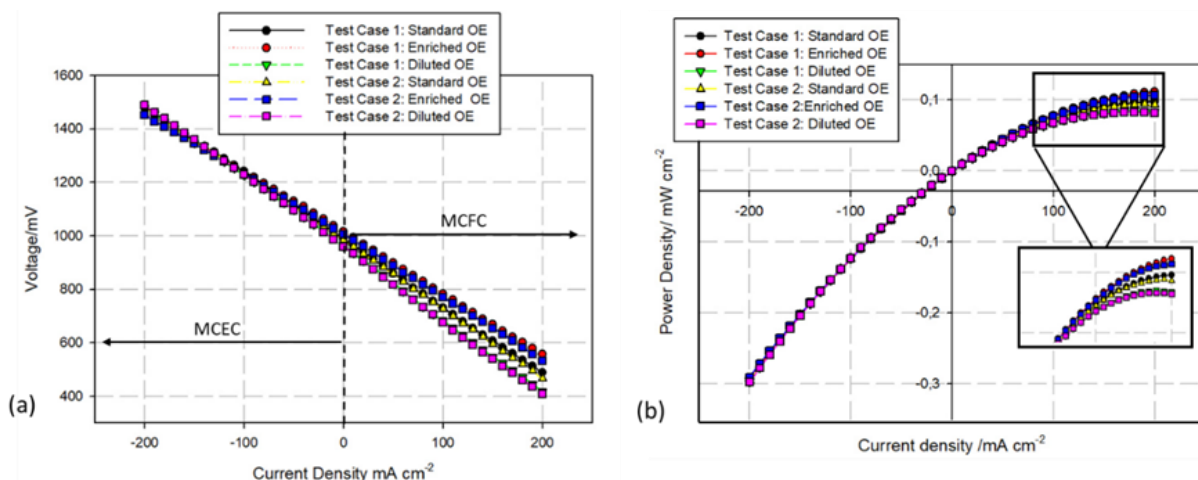 Test Case 1: Standard OE
Test Case 1: Enriched OE
Test Case 1: Diluted OE
Test Case 2: Standard OE
Test Case 2: Enriched OE
Test Case 2: Diluted OE
1600
1400
1200
1000
800
600
400
Voltage/mV
MCFC
MCEC
-200
-100
0
100
200
Current Density mA cm-2
(a)
Test Case 1: Standard OE
Test Case 1: Enriched OE
Test Case 1: Diluted OE
Test Case 2: Standard OE
Test Case 2:Enriched OE
Test Case 2: Diluted OE
0,1
0,0
-0,1
-0,2
-0,3
Power Density/ mW cm-2
-200
-100
0
100
200
Current density /mA cm-2
(b)